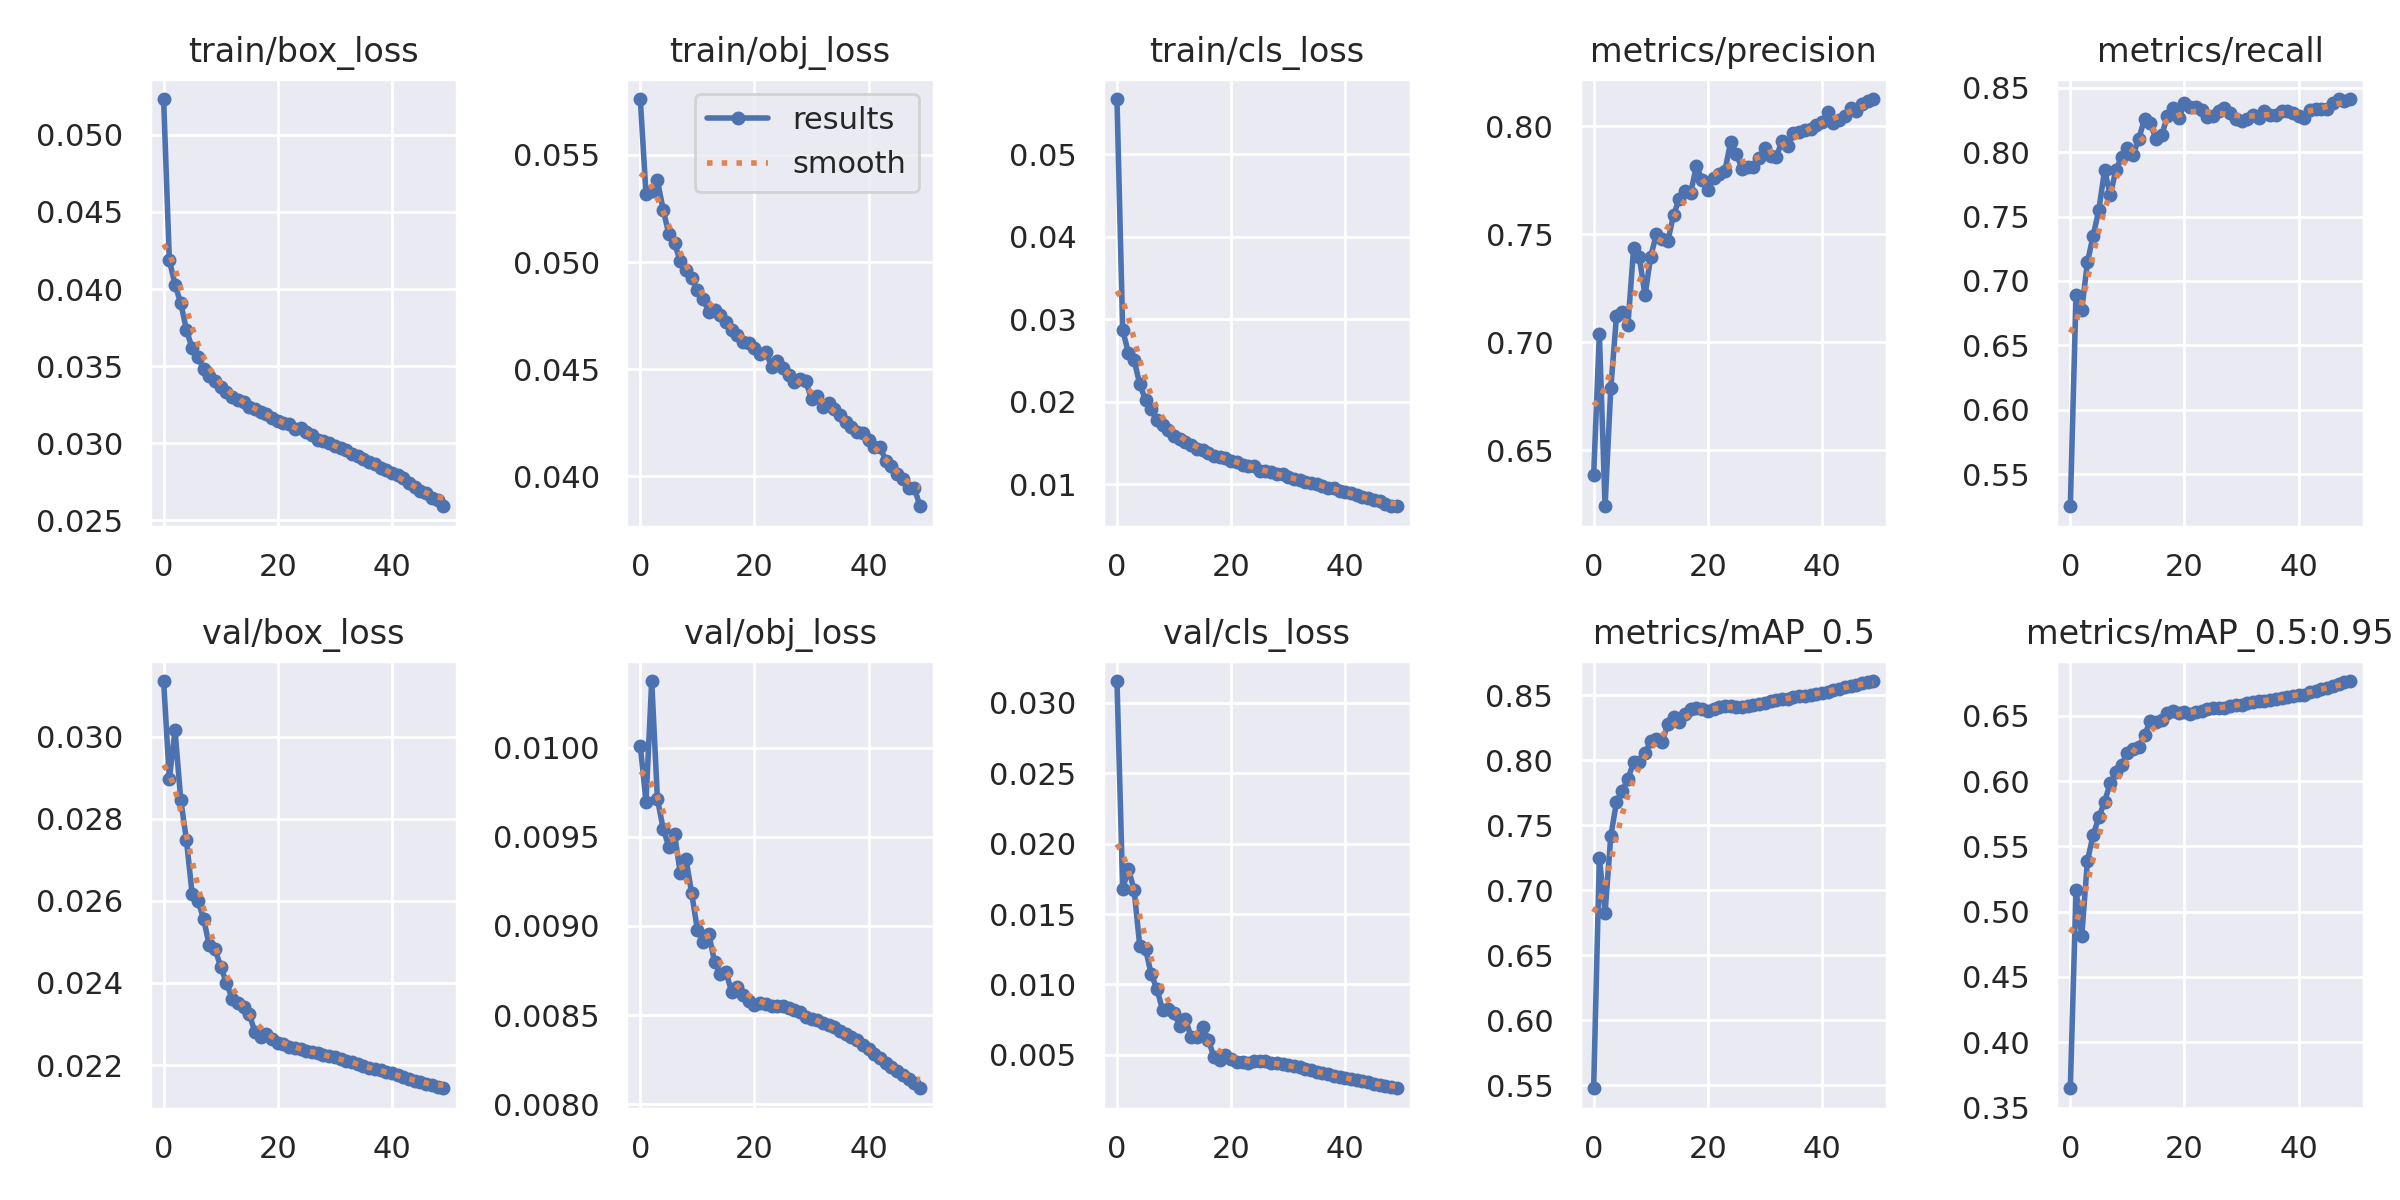 train/box_loss
0.050
0.045
0.040
0.035
0.030
0.025
0 20 40
train/obj_loss
results
smooth
0.055
0.050
0.045
0.040
0 20 40
train/cls_loss
0.05
0.04
0.03
0.02
0.01
0 20 40
metrics/precision
0.80
0.75
0.70
0.65
0 20 40
metrics/recall
0.85
0.80
0.75
0.70
0.65
0.60
0.55
0 20 40
val/box_loss
0.030
0.028
0.026
0.024
0.022
0 20 40
val/obj_loss
0.0100
0.0095
0.0090
0.0085
0.0080
0 20 40
val/cls_loss
0.030
0.025
0.020
0.015
0.010
0.005
0 20 40
metrics/mAP_0.5
0.85
0.80
0.75
0.70
0.65
0.60
0.55
0 20 40
metrics/mAP_0.5:0.95
0.65
0.60
0.55
0.50
0.45
0.40
0.35
0 20 40